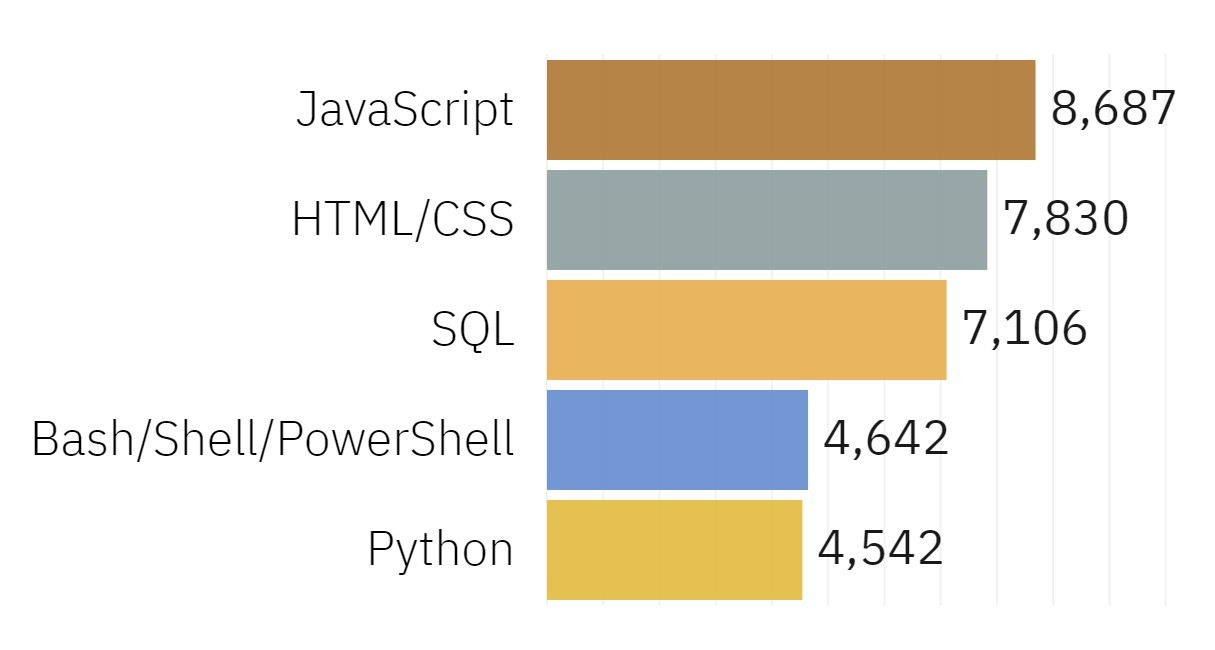 JavaScript 8,687
HTML/CSS 7,830
SQL 7,106
Bash/Shell/PowerShell 4,642
Python 4,542